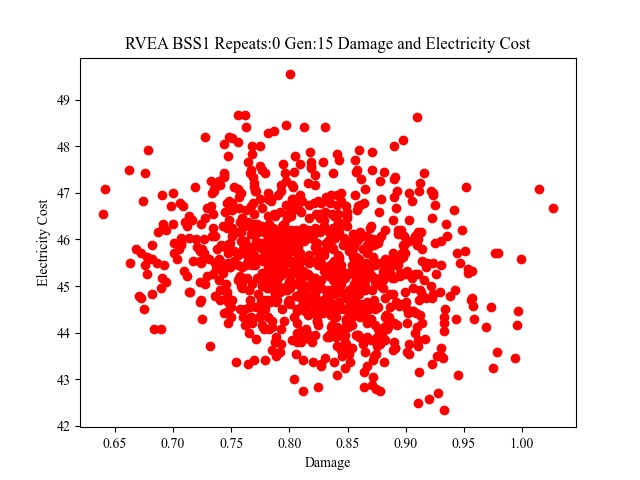 RVEA BSS1 Repeats:0 Gen:15 Damage and Electricity Cost
49
48
47
46
45
44
43
42
Electricity Cost
0.65 0.70 0.75 0.80 0.85 0.90 0.95 1.00
Damage